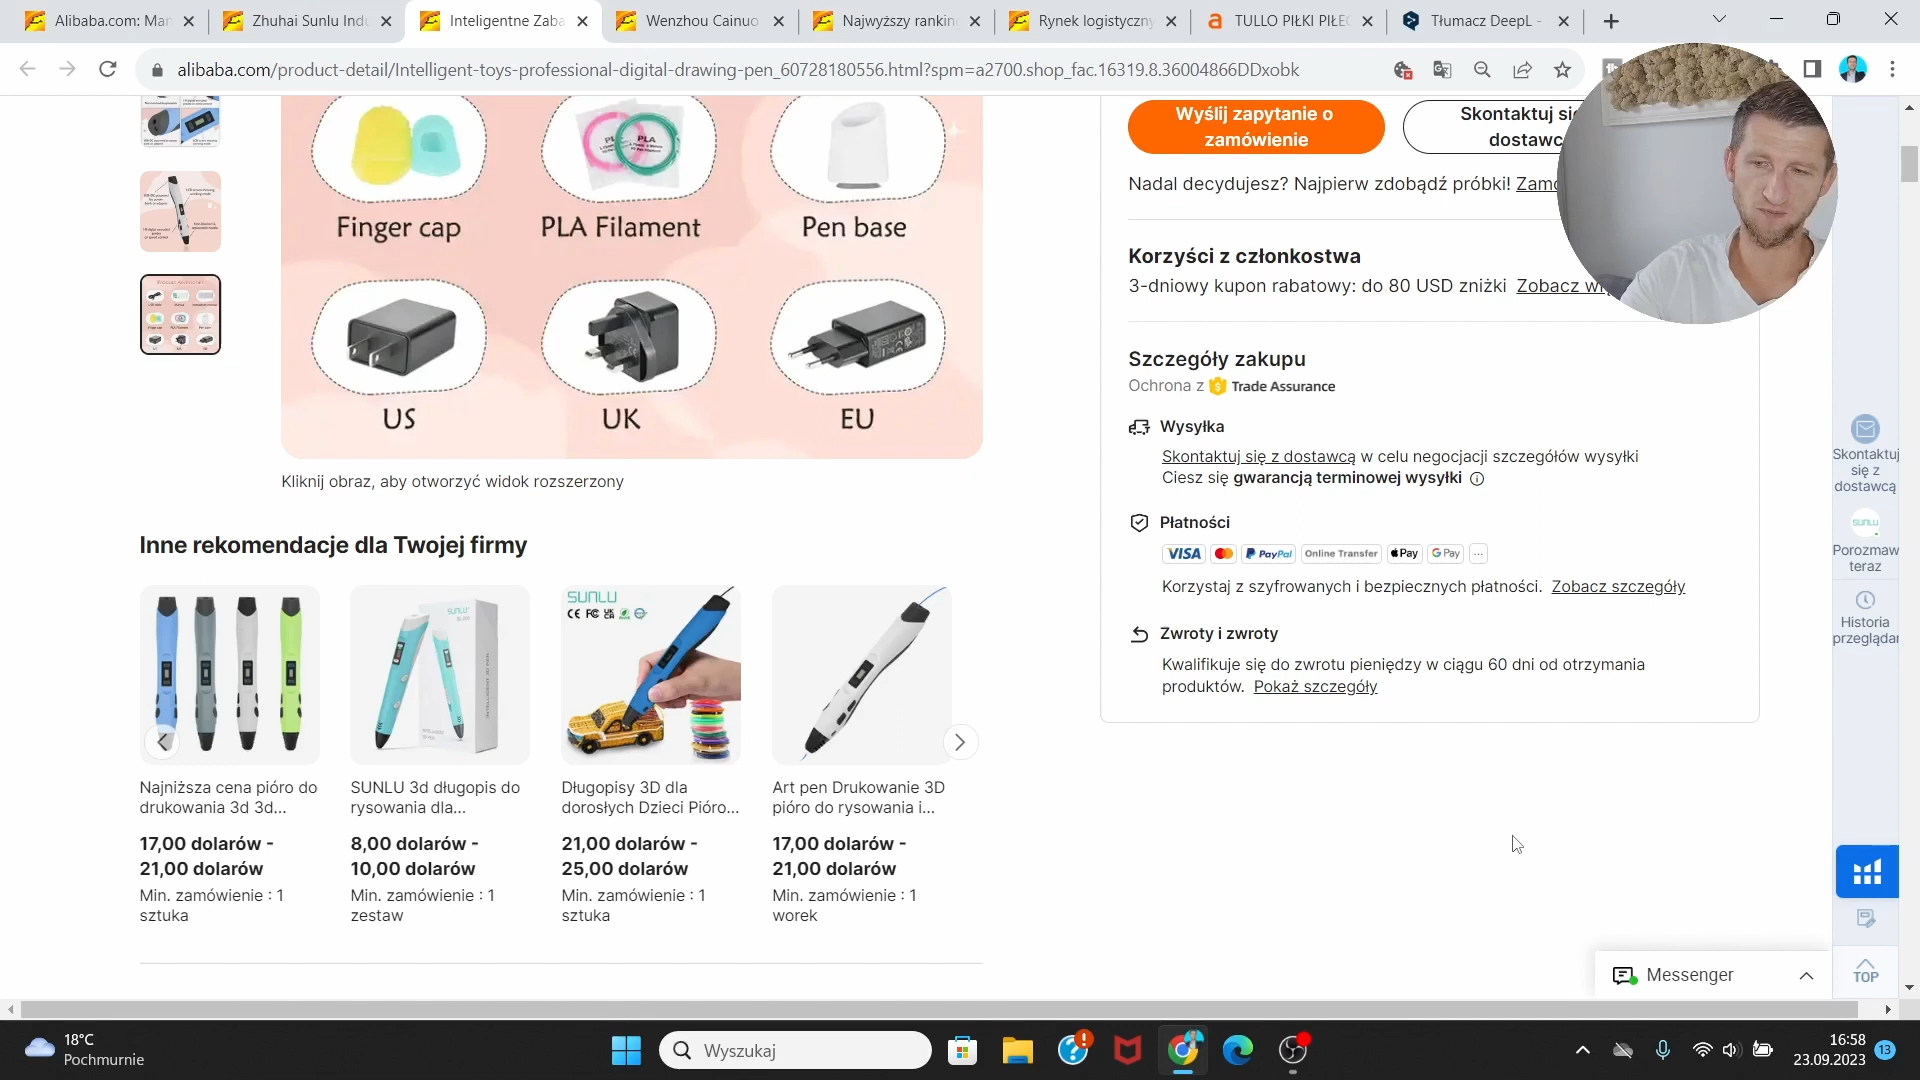 Alibaba.com: Man
Zhuhai Sunlu Indu
Inteligentne Zaba
Wenzhou Cainuo
Najwyższy ranking
Rynek logistyczny
TULLO PIŁKI PIŁEC
Tłumacz DeepL -
alibaba.com/product-detail/Intelligent-toys-professional-digital-drawing-pen_60728180556.html?spm=a2700.shop_fac.16319.8.36004866DDxobk
Finger cap
PLA Filament
Pen base
US
UK
EU
Kliknij obraz, aby otworzyć widok rozszerzony
Inne rekomendacje dla Twojej firmy
SUNLU
SUNLU
Najniższa cena pióro do
drukowania 3d 3d...
17,00 dolarów -
21,00 dolarów
Min. zamówienie : 1
sztuka
SUNLU 3d długopis do
rysowania dla...
8,00 dolarów -
10,00 dolarów
Min. zamówienie : 1
zestaw
Długopisy 3D dla
dorosłych Dzieci Pióro...
21,00 dolarów -
25,00 dolarów
Min. zamówienie : 1
sztuka
Art pen Drukowanie 3D
pióro do rysowania i...
17,00 dolarów -
21,00 dolarów
Min. zamówienie : 1
worek
Wyślij zapytanie o
zamówienie
Skontaktuj się
dostawc
Nadal decydujesz? Najpierw zdobądź próbki! Zamó
Korzyści z członkostwa
3-dniowy kupon rabatowy: do 80 USD zniżki Zobacz wi
Szczegóły zakupu
Ochrona z Trade Assurance
Wysyłka
Skontaktuj się z dostawcą w celu negocjacji szczegółów wysyłki
Ciesz się gwarancją terminowej wysyłki
Płatności
VISA PayPal Online Transfer Pay G Pay ...
Korzystaj z szyfrowanych i bezpiecznych płatności. Zobacz szczegóły
Zwroty i zwroty
Kwalifikuje się do zwrotu pieniędzy w ciągu 60 dni od otrzymania
produktów. Pokaż szczegóły
Skontaktuj
się z
dostawcą
SUNLU
Porozmaw
teraz
Historia
przeglądar
TOP
Messenger
18°C
Pochmurnie
Wyszukaj
16:58
23.09.2023
13